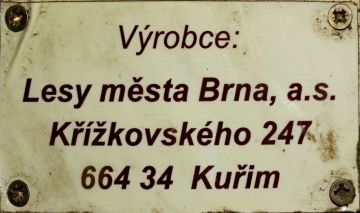 Výrobce:
Lesy města Brna, a.s.
Křížkovského 247
664 34 Kuřim